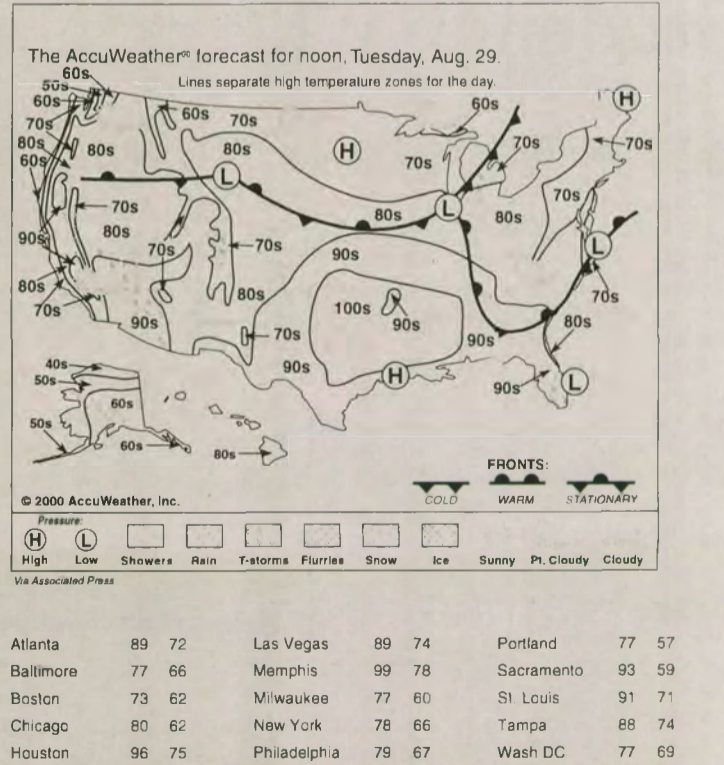 The AccuWeather® forecast for noon, Tuesday, Aug. 29.
Lines separate high temperature zones for the day.
60s
50s
60s
70s
80s
60s
90s
80s
70s
80s
70s
80s
60s
70s
80s
H
70s
60s
70s
H
70s
70s
80s
L
80s
L
70s
70s
80s
90s
90s
70s
100s
90s
90s
90s
H
L
70s
80s
90s
L
40s
50s
60s
50s
60s
80s
FRONTS:
COLD WARM STATIONARY
© 2000 AccuWeather, Inc.
Pressure:
H L
High Low Showers Rain T-storms Flurries Snow Ice Sunny Pt. Cloudy Cloudy
Via Associated Press
Atlanta 89 72 Las Vegas 89 74 Portland 77 57
Baltimore 77 66 Memphis 99 78 Sacramento 93 59
Boston 73 62 Milwaukee 77 60 St. Louis 91 71
Chicago 80 62 New York 78 66 Tampa 88 74
Houston 96 75 Philadelphia 79 67 Wash DC 77 69